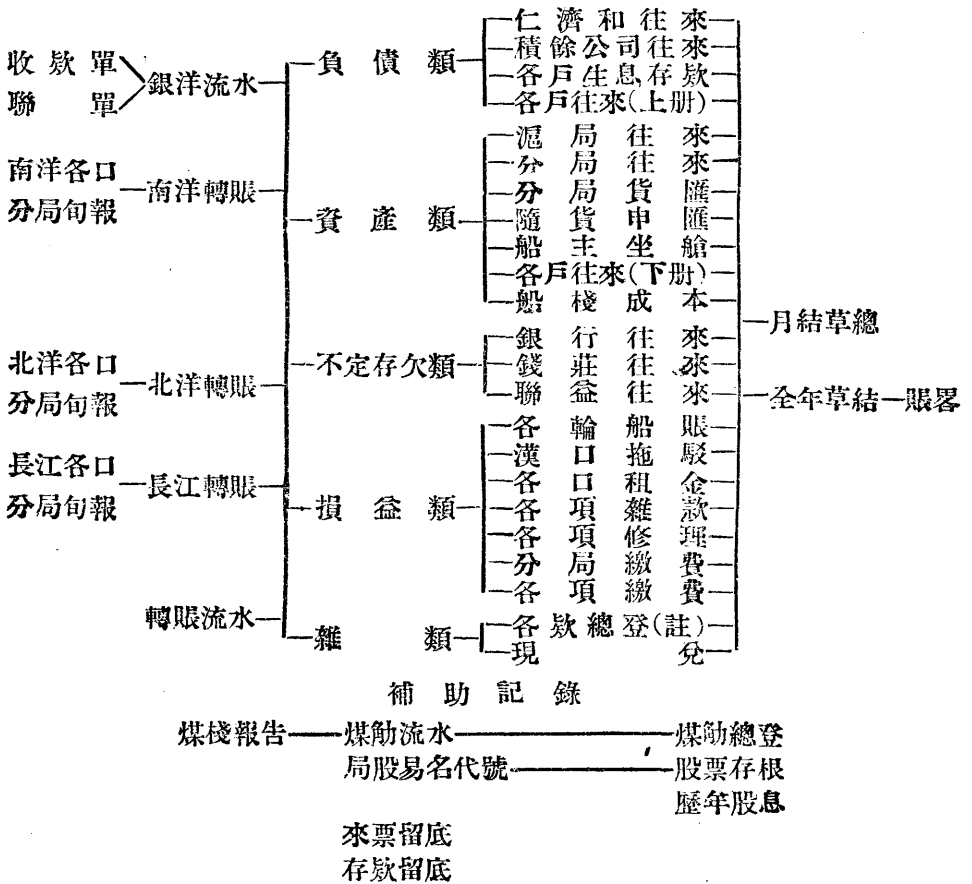 收欵單
聯單
銀洋流水
南洋各口
分局旬報
南洋轉賬
北洋各口
分局旬報
北洋轉賬
長江各口
分局旬報
長江轉賬
轉賬流水
負債類
仁濟和往來
積餘公司往來
各戶生息存欵
各戶往來(上册)
資產類
滬局往來
分局往來
分局貨匯
隨貨申匯
船主坐艙
各戶往來(下册)
船棧成本
不定存欠類
銀行往來
錢莊往來
聯益往來
損益類
各輪船賬
漢口拖駁
各口租金
各項雜款
各項修理
分局繳費
各項繳費
雜類
各欵總登(註)
現兌
月結草總
全年草結
賬畧
補助記錄
煤棧報告
煤觔流水
煤觔總登
局股易名代號
股票存根
歷年股息
來票留底
存欵留底